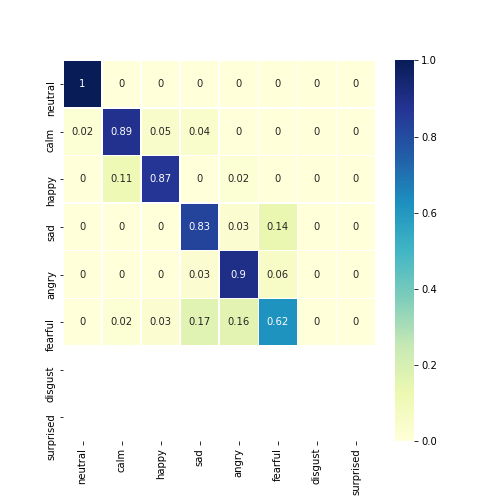 neutral 1 0 0 0 0 0 0 0
calm 0.02 0.89 0.05 0.04 0 0 0 0
happy 0 0.11 0.87 0 0.02 0 0 0
sad 0 0 0 0.83 0.03 0.14 0 0
angry 0 0 0 0.03 0.9 0.06 0 0
fearful 0 0.02 0.03 0.17 0.16 0.62 0 0
disgust
surprised
neutral calm happy sad angry fearful disgust surprised
1.0
0.8
0.6
0.4
0.2
0.0